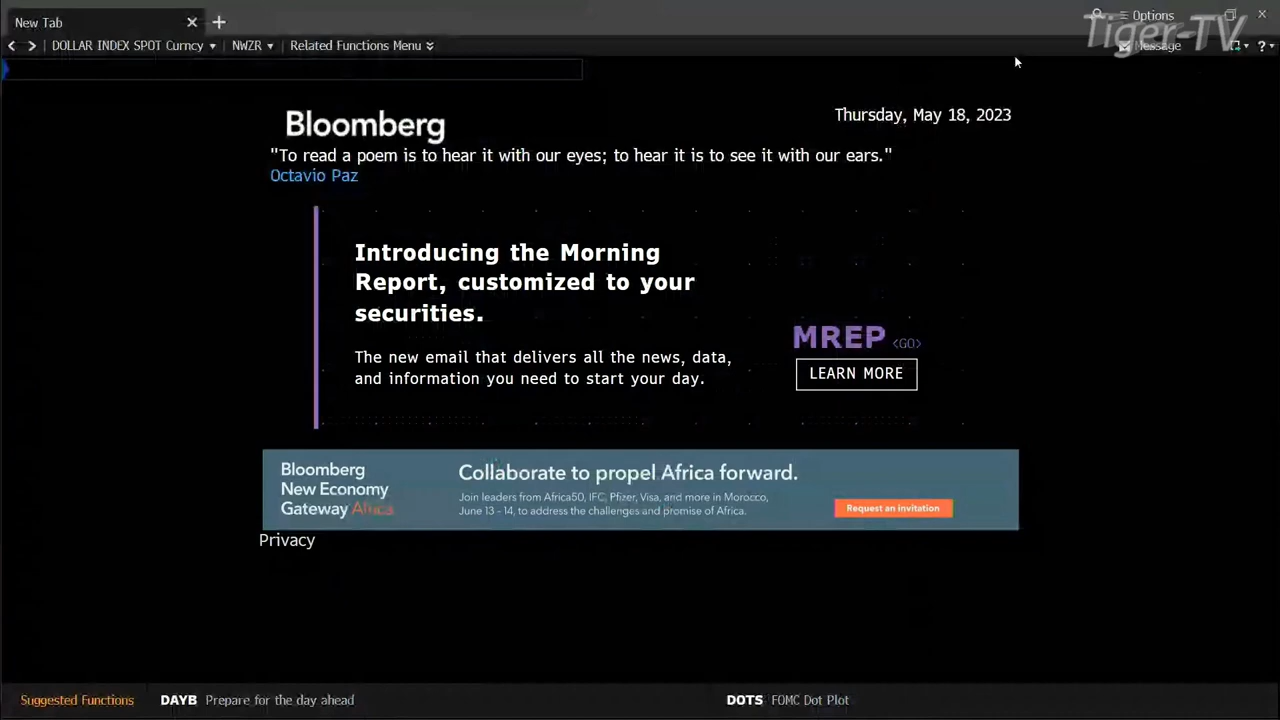 New Tab
Options
Tiger-TV
DOLLAR INDEX SPOT Curncy
NWZR
Related Functions Menu
Message
?
Bloomberg
Thursday, May 18, 2023
"To read a poem is to hear it with our eyes; to hear it is to see it with our ears."
Octavio Paz
Introducing the Morning
Report, customized to your
securities.
The new email that delivers all the news, data,
and information you need to start your day.
MREP <GO>
LEARN MORE
Bloomberg
New Economy
Gateway Africa
Collaborate to propel Africa forward.
Join leaders from Africa50, IFC, Pfizer, Visa, and more in Morocco,
June 13 - 14, to address the challenges and promise of Africa.
Request an invitation
Privacy
Suggested Functions
DAYB Prepare for the day ahead
DOTS FOMC Dot Plot